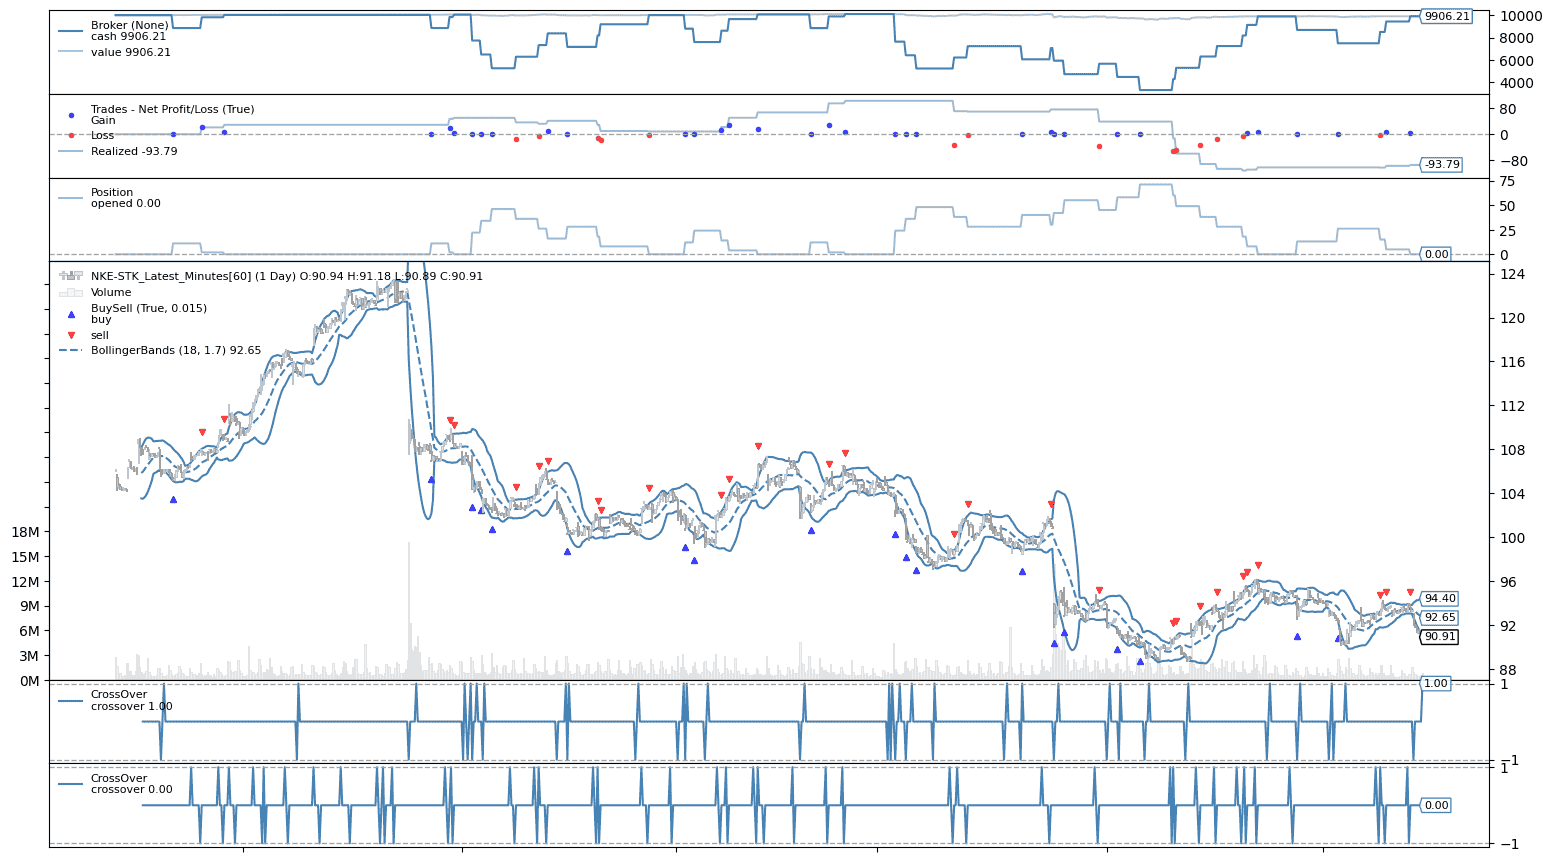 Broker (None)
cash 9906.21
value 9906.21
10000
9906.21
8000
6000
4000
Trades - Net Profit/Loss (True)
Gain
Loss
Realized -93.79
80
0
−80
-93.79
Position
opened 0.00
75
50
25
0
0.00
NKE-STK_Latest_Minutes[60] (1 Day) O:90.94 H:91.18 L:90.89 C:90.91
Volume
BuySell (True, 0.015)
buy
sell
BollingerBands (18, 1.7) 92.65
124
120
116
112
108
104
100
96
92
88
94.40
92.65
90.91
18M
15M
12M
9M
6M
3M
0M
CrossOver
crossover 1.00
1.00
1
−1
CrossOver
crossover 0.00
1
0.00
−1